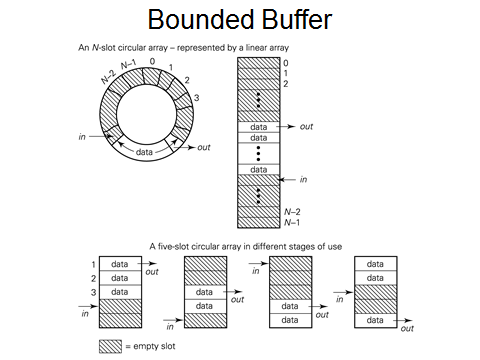 Bounded Buffer
An N-slot circular array – represented by a linear array
N–2 N–1 0 1 2 3
in
data
out
0
1
2
data
out
data
data
in
N–2
N–1
A five-slot circular array in different stages of use
1 data
out
2 data
3 data
in
data
out
data
in
in
data
out
data
data
data
in
data
out
= empty slot